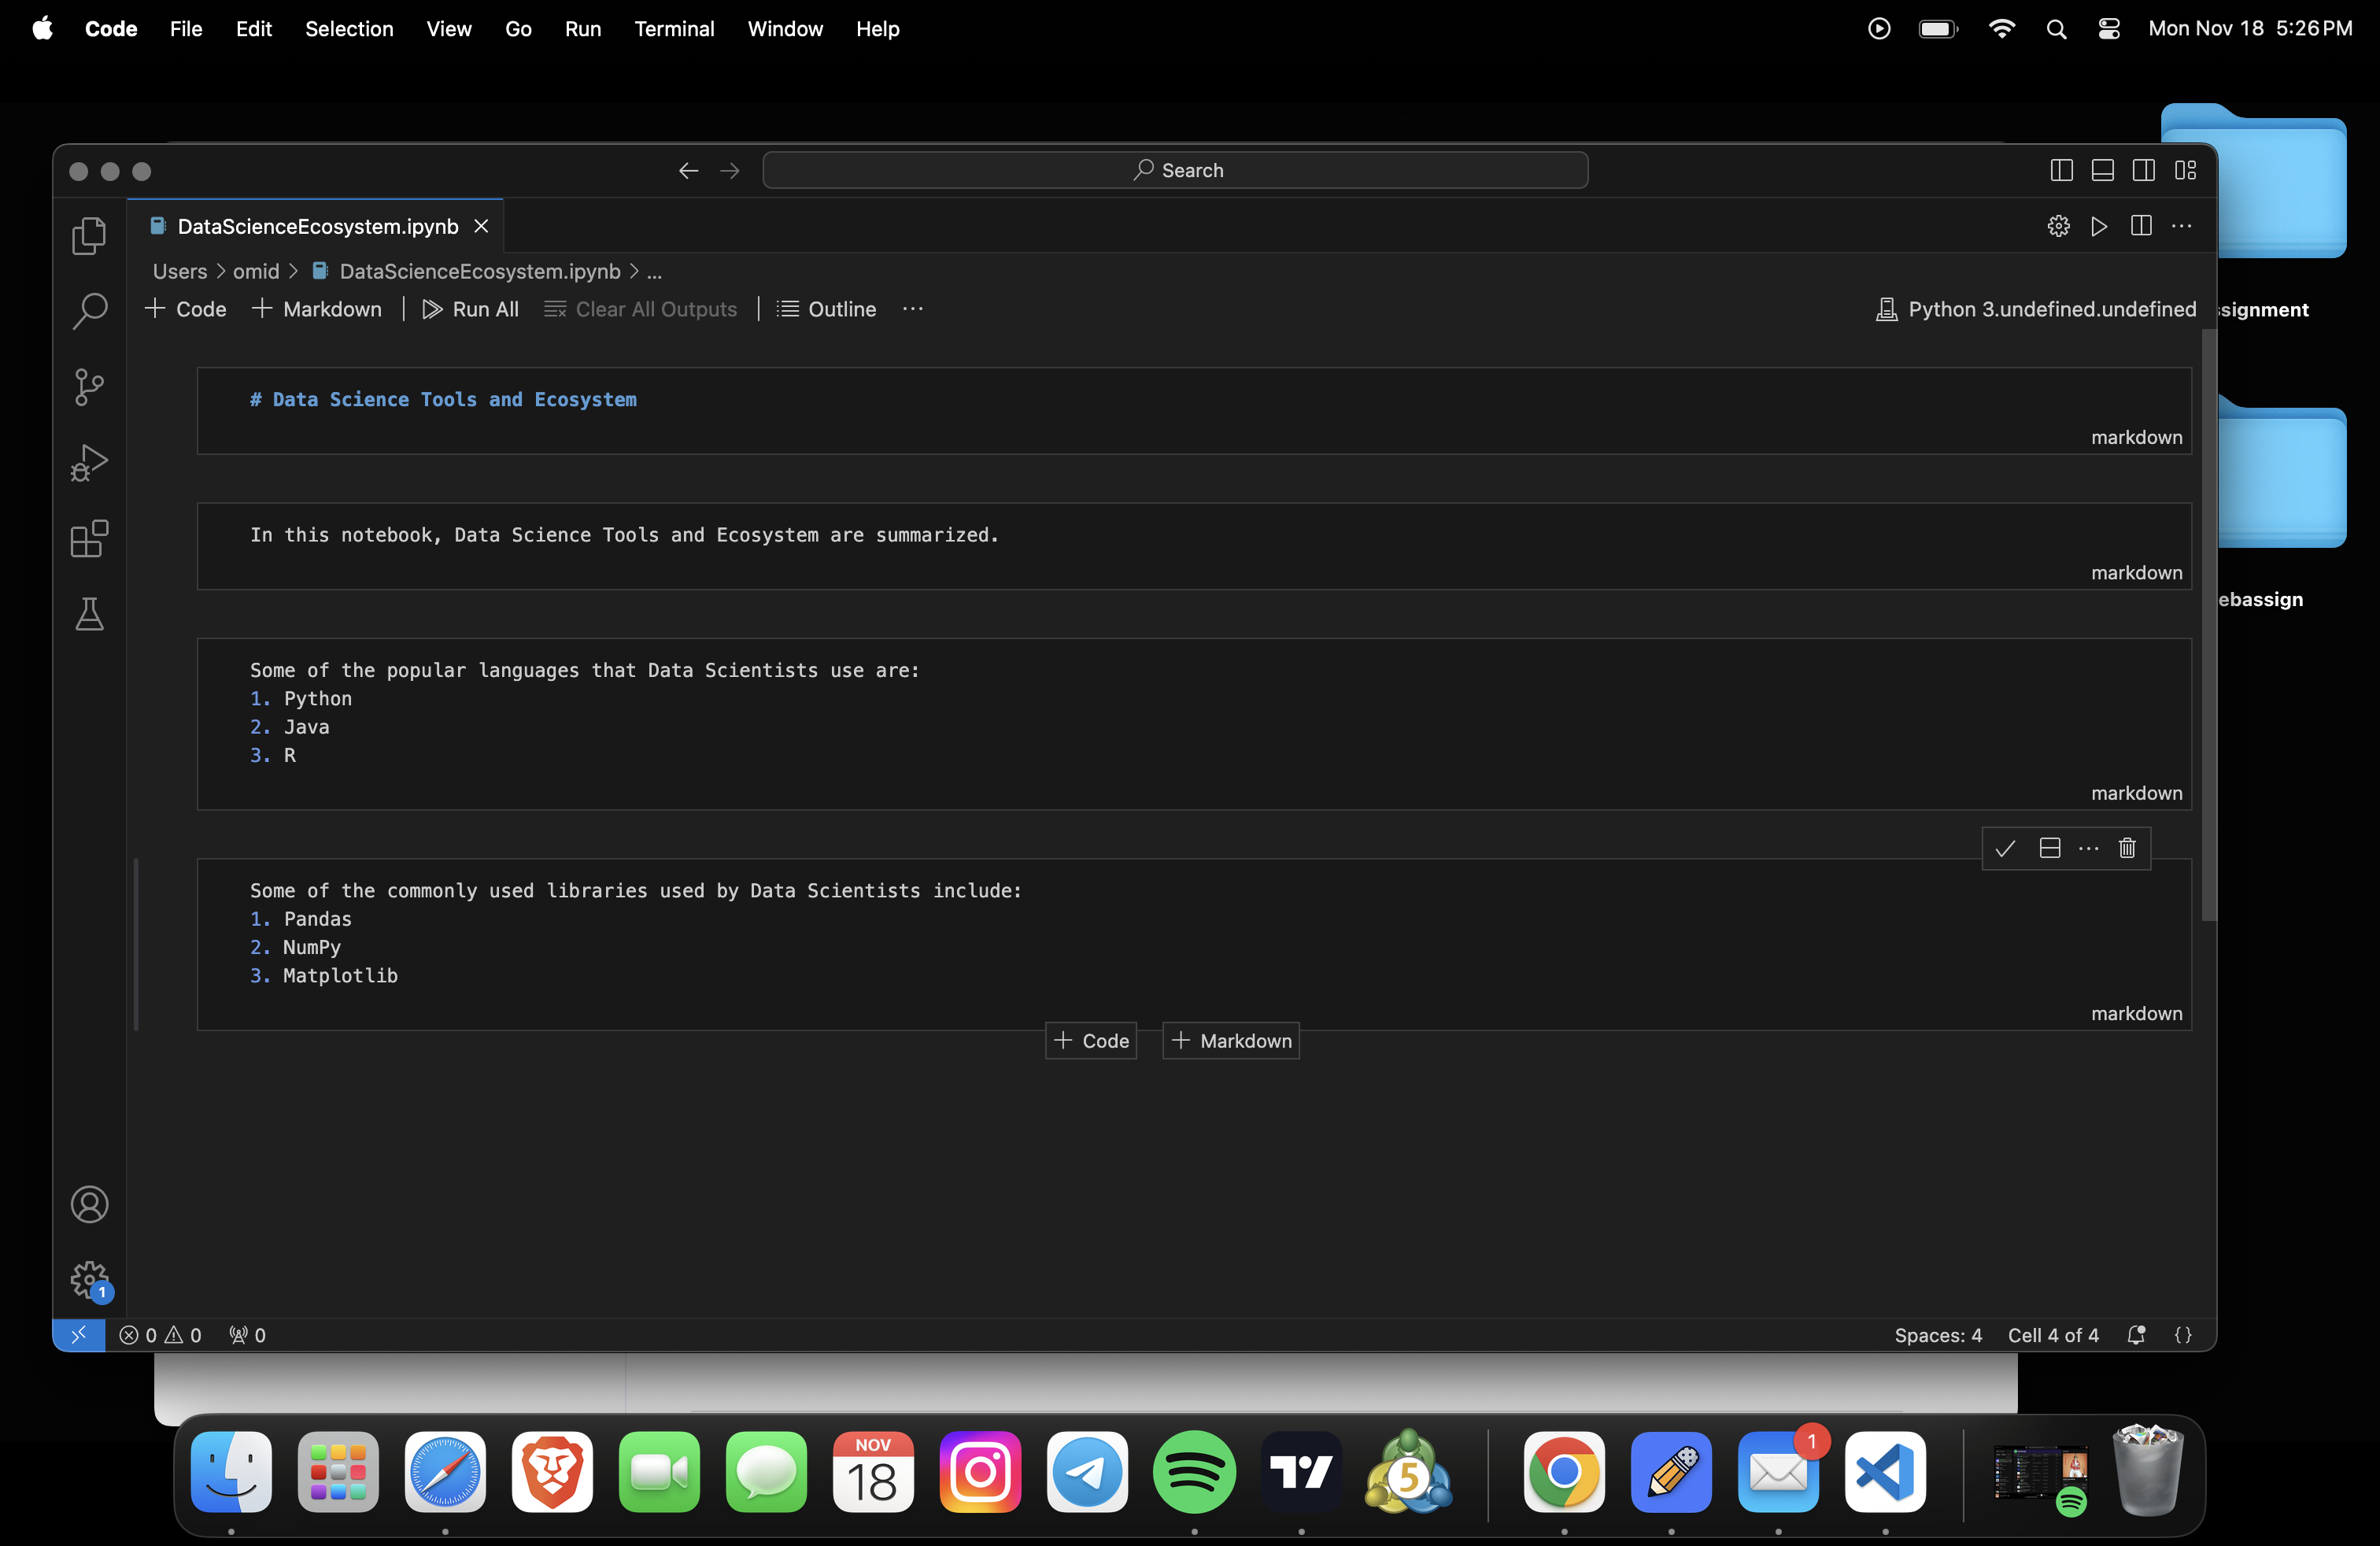 Code File Edit Selection View Go Run Terminal Window Help Mon Nov 18 5:26 PM
Search
DataScienceEcosystem.ipynb
Users > omid > DataScienceEcosystem.ipynb > ...
+ Code + Markdown Run All Clear All Outputs Outline ... Python 3.undefined.undefined
signment
# Data Science Tools and Ecosystem
markdown
In this notebook, Data Science Tools and Ecosystem are summarized.
markdown
ebassign
Some of the popular languages that Data Scientists use are:
1. Python
2. Java
3. R
markdown
Some of the commonly used libraries used by Data Scientists include:
1. Pandas
2. NumPy
3. Matplotlib
markdown
+ Code + Markdown
1
0 0 0 Spaces: 4 Cell 4 of 4 {}
NOV
18
5
1